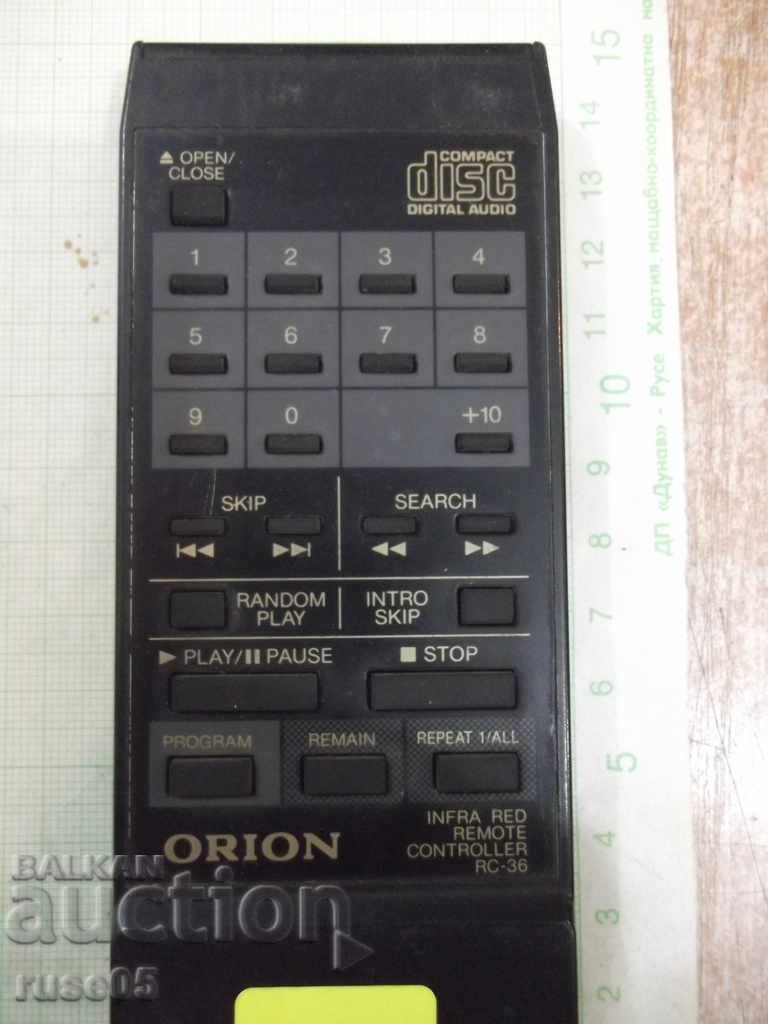 ⏏ OPEN/
CLOSE
COMPACT
disc
DIGITAL AUDIO
1 2 3 4
5 6 7 8
9 0 +10
SKIP SEARCH
RANDOM
PLAY
INTRO
SKIP
▶ PLAY/⏸ PAUSE ■ STOP
PROGRAM REMAIN REPEAT 1/ALL
ORION
INFRA RED
REMOTE
CONTROLLER
RC-36
15
14
13
12
11
10
9
8
7
6
5
4
3
2
ДП «Дунав» - Русе Хартия, мащабно-координатна на
BALKAN
auction
ruse05